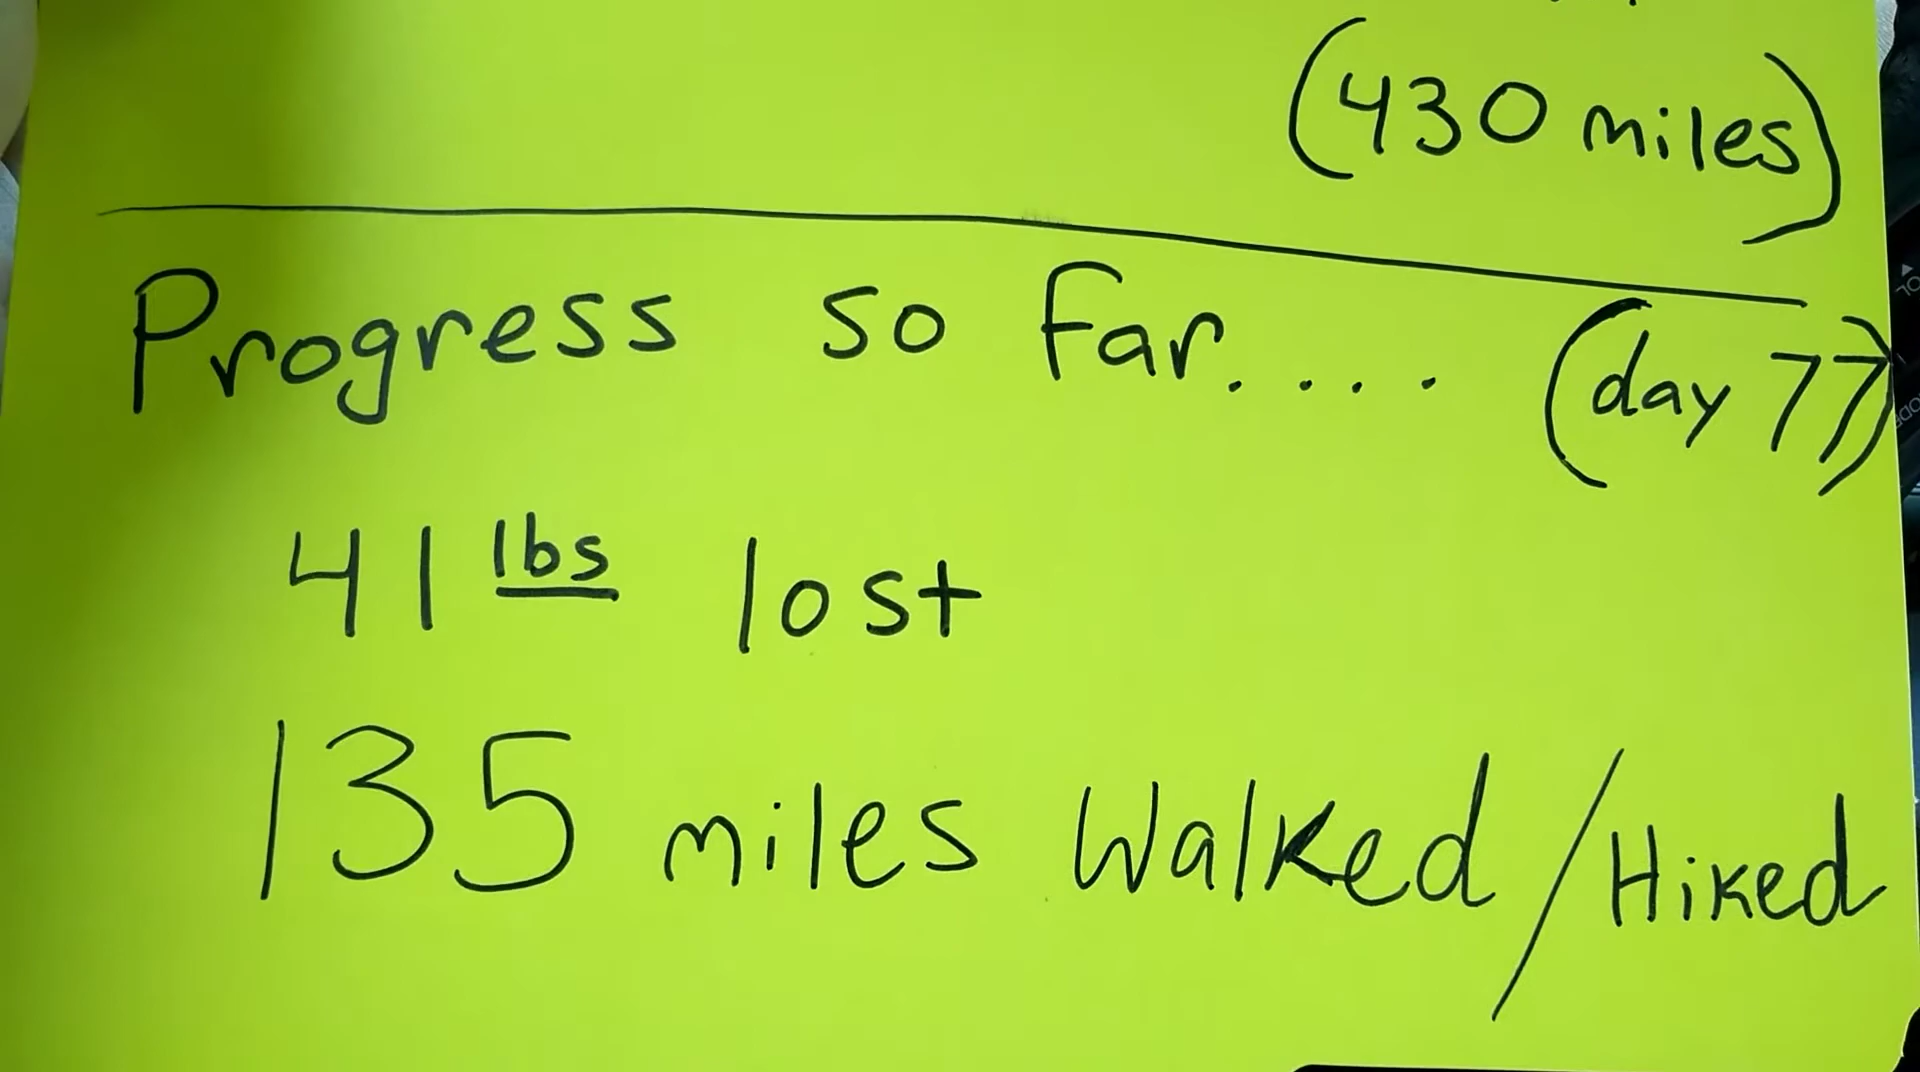 (430 miles)
Progress so far.... (day 77)
41 lbs lost
135 miles Walked/Hiked